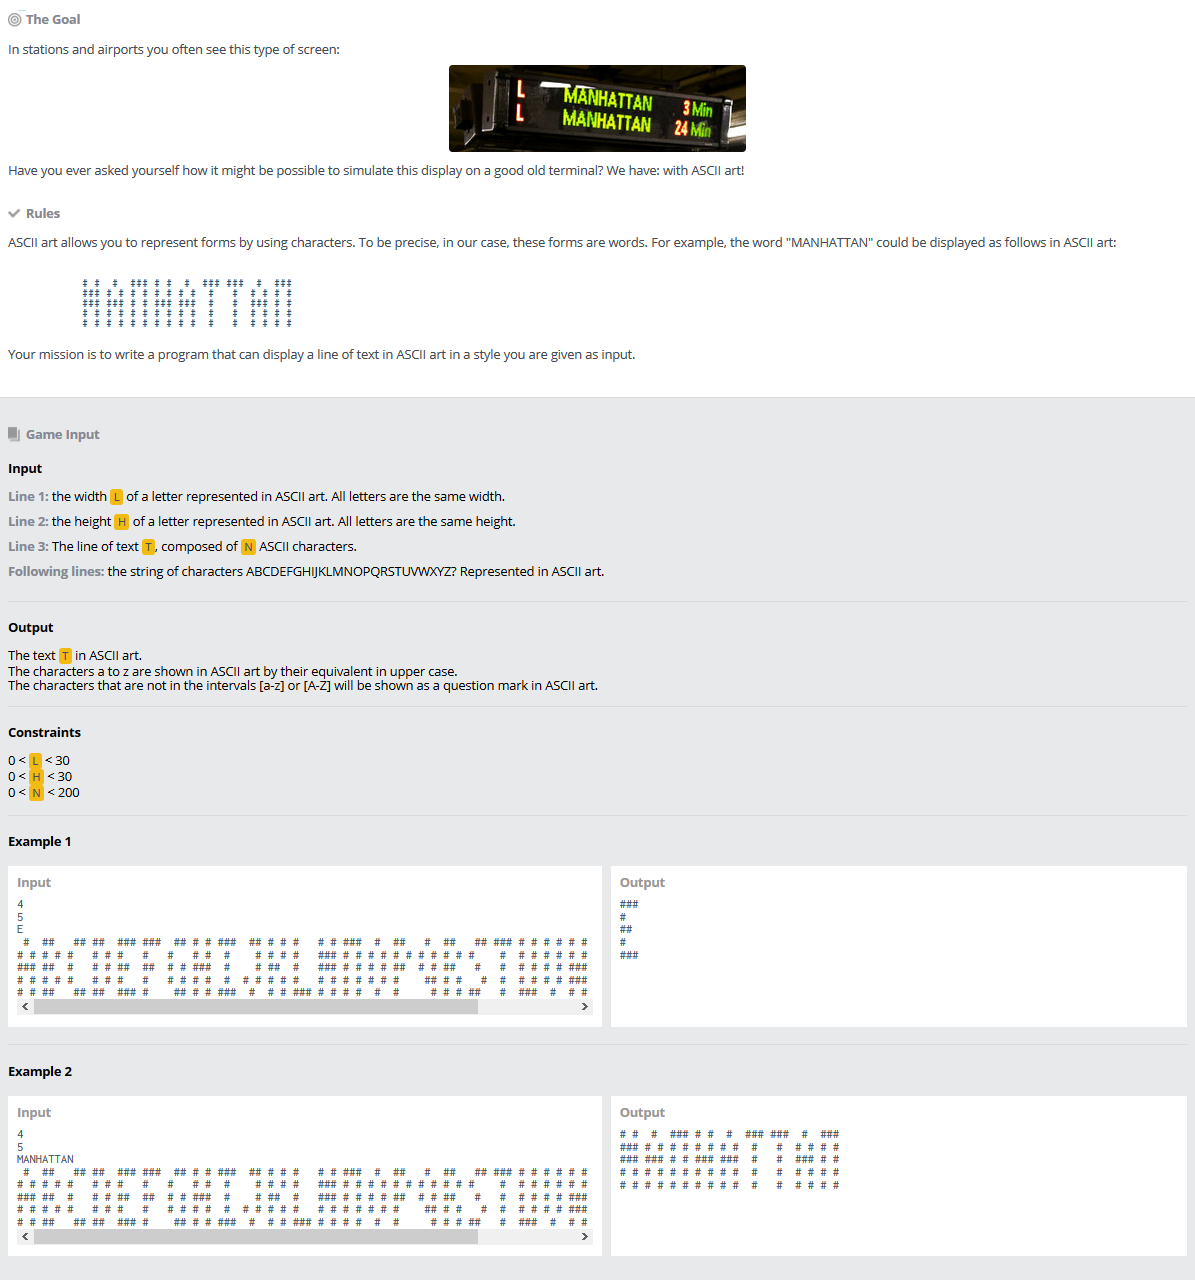 The Goal
In stations and airports you often see this type of screen:
L MANHATTAN 3 Min
L MANHATTAN 24 Min
Have you ever asked yourself how it might be possible to simulate this display on a good old terminal? We have: with ASCII art!
Rules
ASCII art allows you to represent forms by using characters. To be precise, in our case, these forms are words. For example, the word "MANHATTAN" could be displayed as follows in ASCII art:
# #  #  ### # #  #  ### ###  #  ###
### # # # # # # # #  #   #  # # # #
### ### # # ### ###  #   #  ### # #
# # # # # # # # # #  #   #  # # # #
# # # # # # # # # #  #   #  # # # #
Your mission is to write a program that can display a line of text in ASCII art in a style you are given as input.
Game Input
Input
Line 1: the width L of a letter represented in ASCII art. All letters are the same width.
Line 2: the height H of a letter represented in ASCII art. All letters are the same height.
Line 3: The line of text T, composed of N ASCII characters.
Following lines: the string of characters ABCDEFGHIJKLMNOPQRSTUVWXYZ? Represented in ASCII art.
Output
The text T in ASCII art.
The characters a to z are shown in ASCII art by their equivalent in upper case.
The characters that are not in the intervals [a-z] or [A-Z] will be shown as a question mark in ASCII art.
Constraints
0 < L < 30
0 < H < 30
0 < N < 200
Example 1
Input
4
5
E
 #  ##   ## ##  ### ###  ## # # ###  ## # # #   # # ###  #  ##   #  ##   ## ### # # # # # #
# # # # #   # # #   #   #   # #  #    # # # #   ### # # # # # # # # # # #    #  # # # # # #
### ##  #   # # ##  ##  # # ###  #    # ##  #   ### # # # # ##  # # ##   #   #  # # # # ###
# # # # #   # # #   #   # # # #  #  # # # # #   # # # # # # #    ## # #   #  #  # # # # ###
# # ##   ## ##  ### #    ## # # ###  #  # # ### # # # #  #  #     # # # ##   #  ###  #  # #
Output
###
#
##
#
###
Example 2
Input
4
5
MANHATTAN
 #  ##   ## ##  ### ###  ## # # ###  ## # # #   # # ###  #  ##   #  ##   ## ### # # # # # #
# # # # #   # # #   #   #   # #  #    # # # #   ### # # # # # # # # # # #    #  # # # # # #
### ##  #   # # ##  ##  # # ###  #    # ##  #   ### # # # # ##  # # ##   #   #  # # # # ###
# # # # #   # # #   #   # # # #  #  # # # # #   # # # # # # #    ## # #   #  #  # # # # ###
# # ##   ## ##  ### #    ## # # ###  #  # # ### # # # #  #  #     # # # ##   #  ###  #  # #
Output
# #  #  ### # #  #  ### ###  #  ###
### # # # # # # # #  #   #  # # # #
### ### # # ### ###  #   #  ### # #
# # # # # # # # # #  #   #  # # # #
# # # # # # # # # #  #   #  # # # #